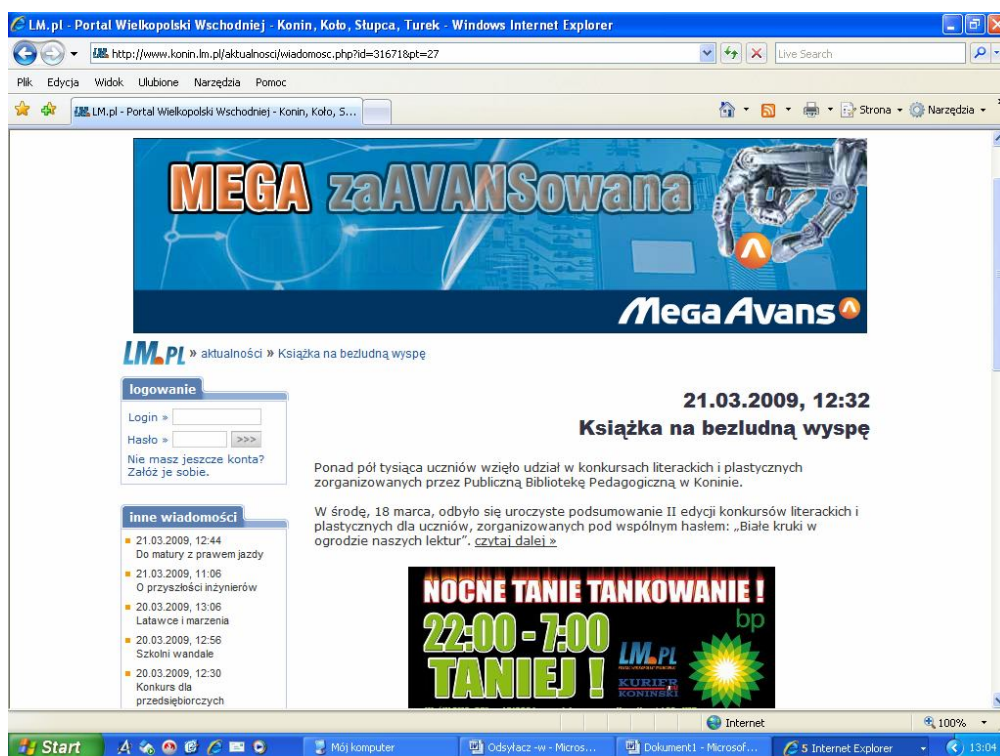 LM.pl - Portal Wielkopolski Wschodniej - Konin, Koło, Słupca, Turek - Windows Internet Explorer
http://www.konin.lm.pl/aktualnosci/wiadomosc.php?id=31671&pt=27
Live Search
Plik Edycja Widok Ulubione Narzędzia Pomoc
LM.pl - Portal Wielkopolski Wschodniej - Konin, Koło, S...
Strona Narzędzia
MEGA zaAVANSowana
Mega Avans
LM.PL » aktualności » Książka na bezludną wyspę
logowanie
Login »
Hasło » >>>
Nie masz jeszcze konta?
Załóż je sobie.
21.03.2009, 12:32
Książka na bezludną wyspę
Ponad pół tysiąca uczniów wzięło udział w konkursach literackich i plastycznych
zorganizowanych przez Publiczną Bibliotekę Pedagogiczną w Koninie.
W środę, 18 marca, odbyło się uroczyste podsumowanie II edycji konkursów literackich i
plastycznych dla uczniów, zorganizowanych pod wspólnym hasłem: „Białe kruki w
ogrodzie naszych lektur”. czytaj dalej »
inne wiadomości
21.03.2009, 12:44
Do matury z prawem jazdy
21.03.2009, 11:06
O przyszłości inżynierów
20.03.2009, 13:06
Latawce i marzenia
20.03.2009, 12:56
Szkolni wandale
20.03.2009, 12:30
Konkurs dla
przedsiębiorczych
NOCNE TANIE TANKOWANIE !
22:00 - 7:00
TANIEJ !
LM.PL
KURIER
KONIŃSKI
bp
Internet
100%
Start
Mój komputer
Odsyłacz -w - Micros...
Dokument1 - Microsof...
5 Internet Explorer
13:04